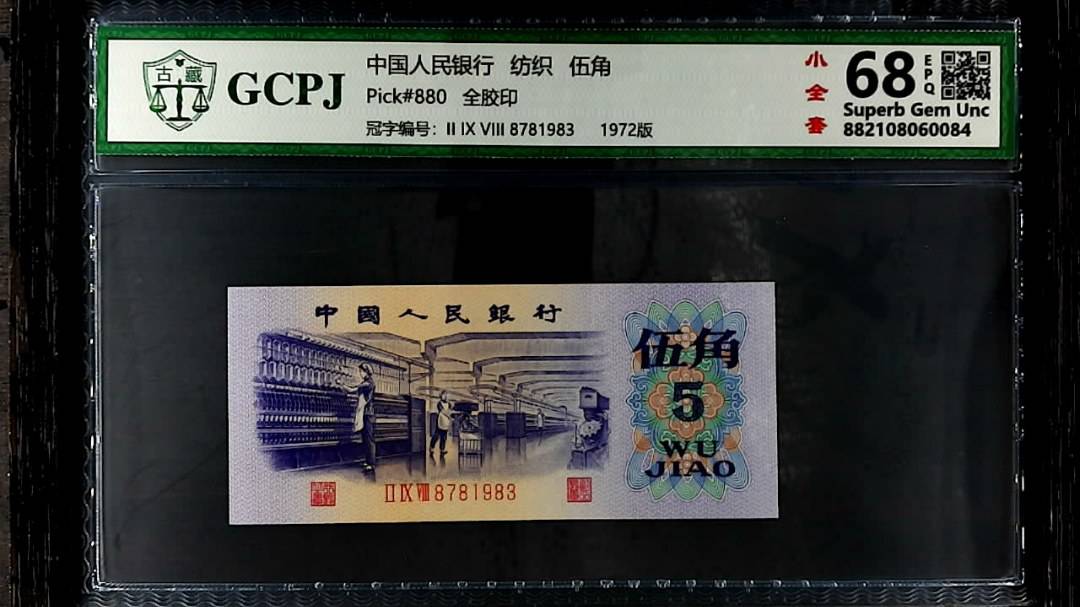 古藏
GCPJ
中国人民银行 纺织 伍角
Pick#880 全胶印
冠字编号: II IX VIII 8781983 1972版
小全套
68 EPQ
Superb Gem Unc
882108060084
中國人民銀行
伍角
5
WU
JIAO
II IX VIII 8781983